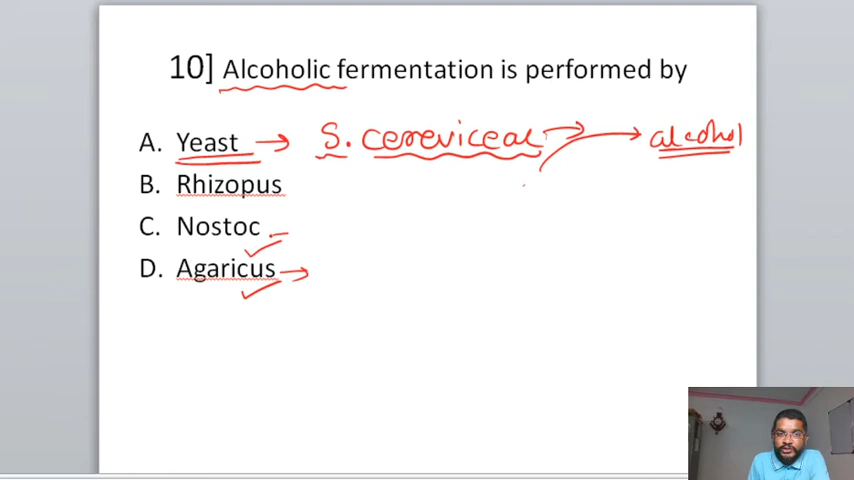 10] Alcoholic fermentation is performed by
A. Yeast → S. cereviceae → alcohol
B. Rhizopus
C. Nostoc
D. Agaricus →